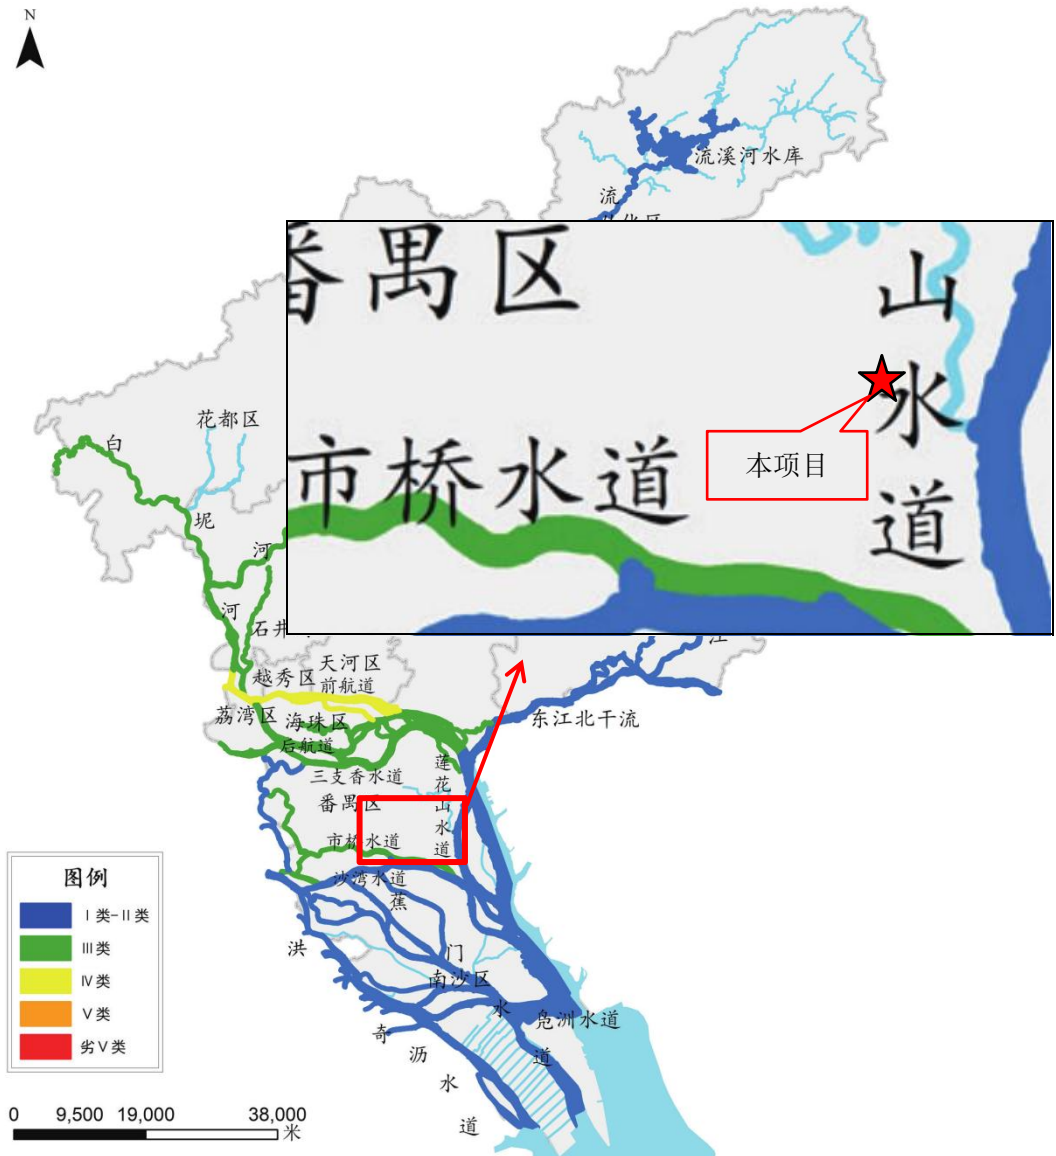 N
流溪河水库
流
番禺区
山
水
道
市桥水道
本项目
花都区
白
坭
河
河
石井
天河区
越秀区
前航道
荔湾区
海珠区
后航道
东江北干流
三支香水道
莲花山水道
番禺区
市桥水道
沙湾水道
蕉
门
水
道
南沙区
凫洲水道
洪
奇
沥
水
道
图例
Ⅰ类-Ⅱ类
Ⅲ类
Ⅳ类
Ⅴ类
劣Ⅴ类
0 9,500 19,000 38,000
米